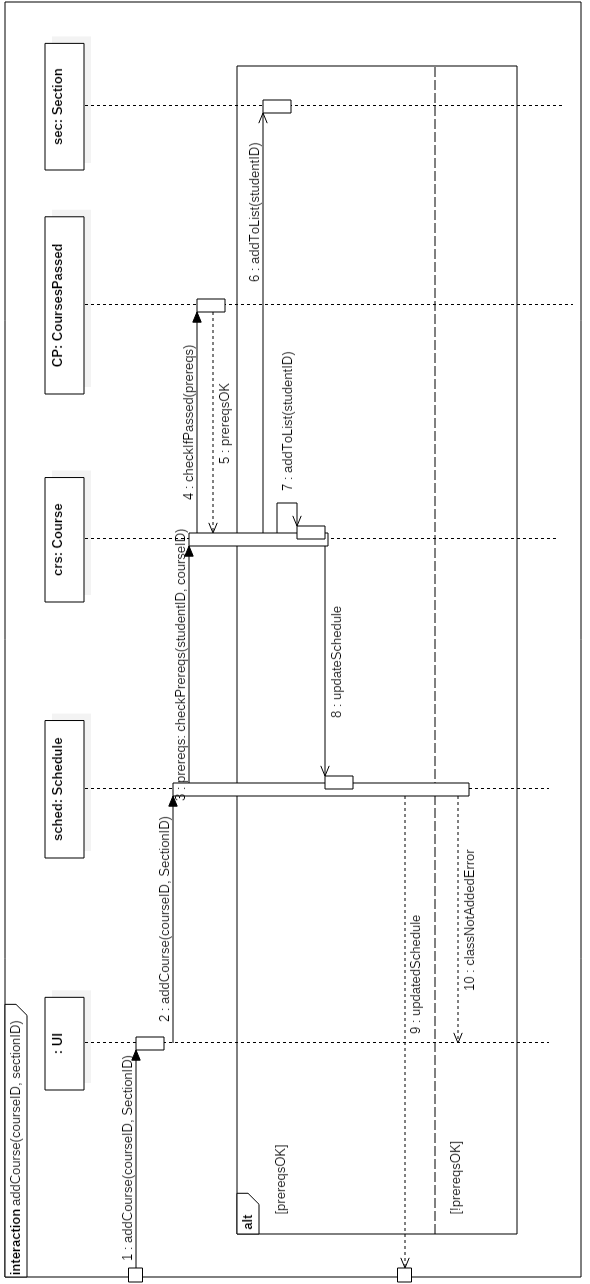 interaction addCourse(courseID, sectionID)
: UI
sched: Schedule
crs: Course
CP: CoursesPassed
sec: Section
1 : addCourse(courseID, SectionID)
2 : addCourse(courseID, SectionID)
3 : prereqs: checkPrereqs(studentID, courseID)
4 : checkIfPassed(prereqs)
5 : prereqsOK
alt
[prereqsOK]
6 : addToList(studentID)
7 : addToList(studentID)
8 : updateSchedule
9 : updatedSchedule
[!prereqsOK]
10 : classNotAddedError